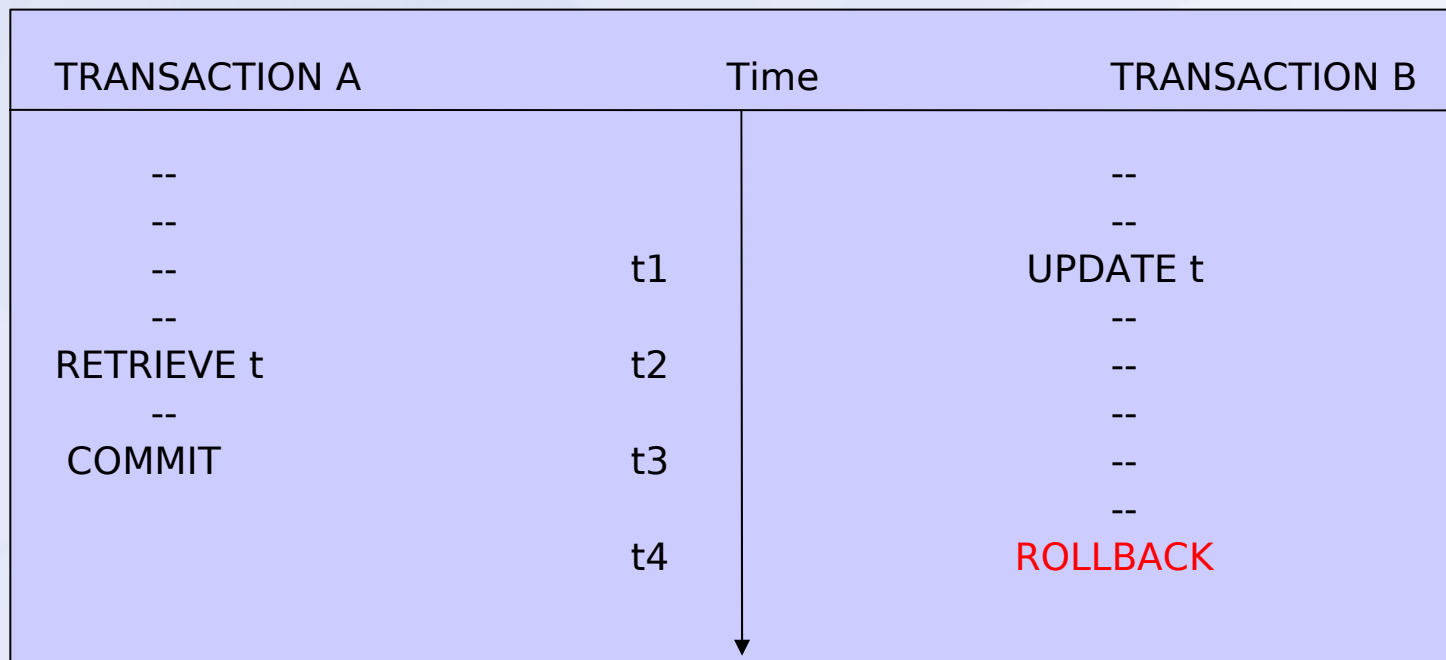 TRANSACTION A Time TRANSACTION B
-- --
-- --
-- t1 UPDATE t
-- --
RETRIEVE t t2 --
-- --
COMMIT t3 --
--
t4 ROLLBACK